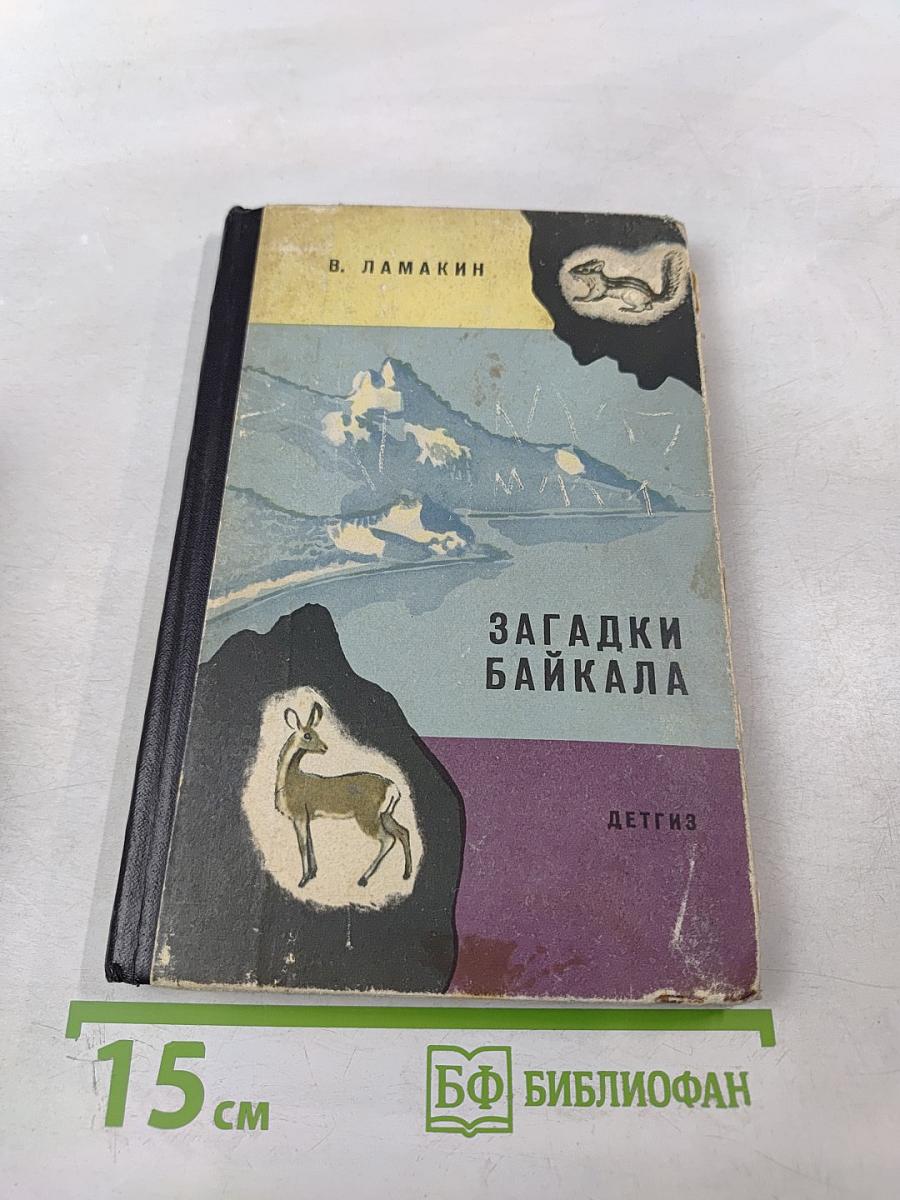 В. ЛАМАКИН
ЗАГАДКИ
БАЙКАЛА
ДЕТГИЗ
15 см
БФ БИБЛИОФАН